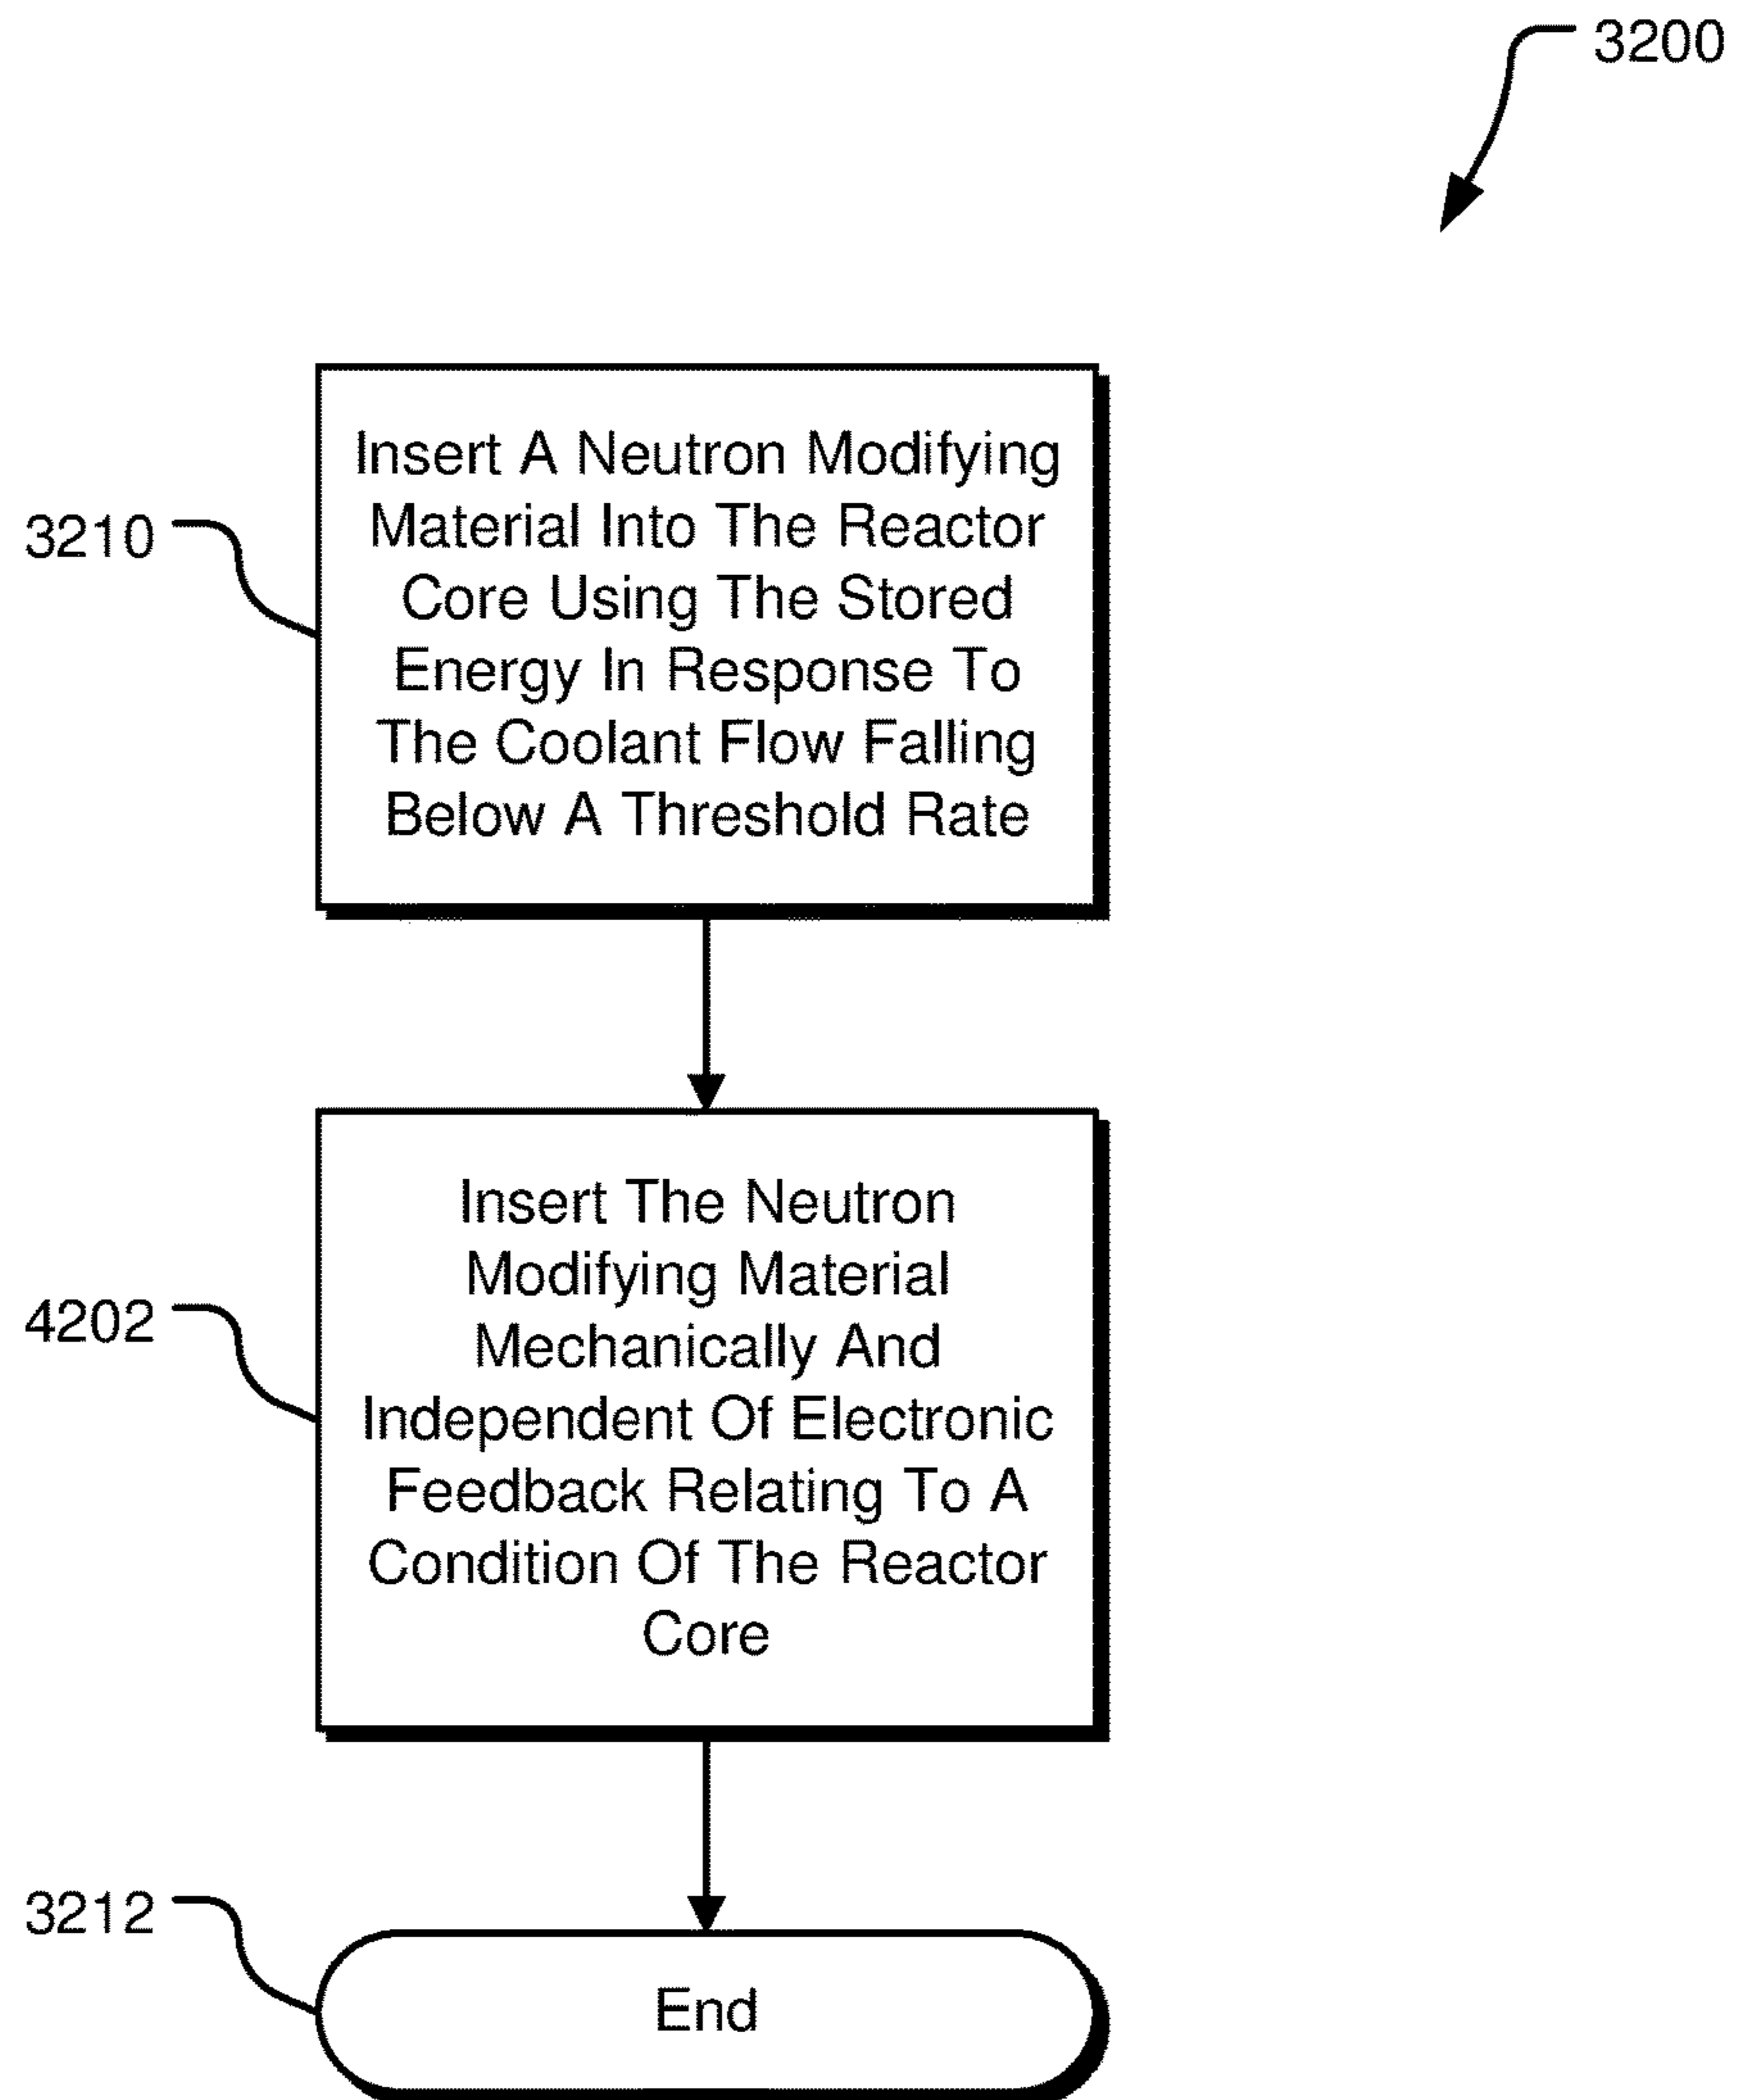 3200
3210
Insert A Neutron Modifying
Material Into The Reactor
Core Using The Stored
Energy In Response To
The Coolant Flow Falling
Below A Threshold Rate
4202
Insert The Neutron
Modifying Material
Mechanically And
Independent Of Electronic
Feedback Relating To A
Condition Of The Reactor
Core
3212
End